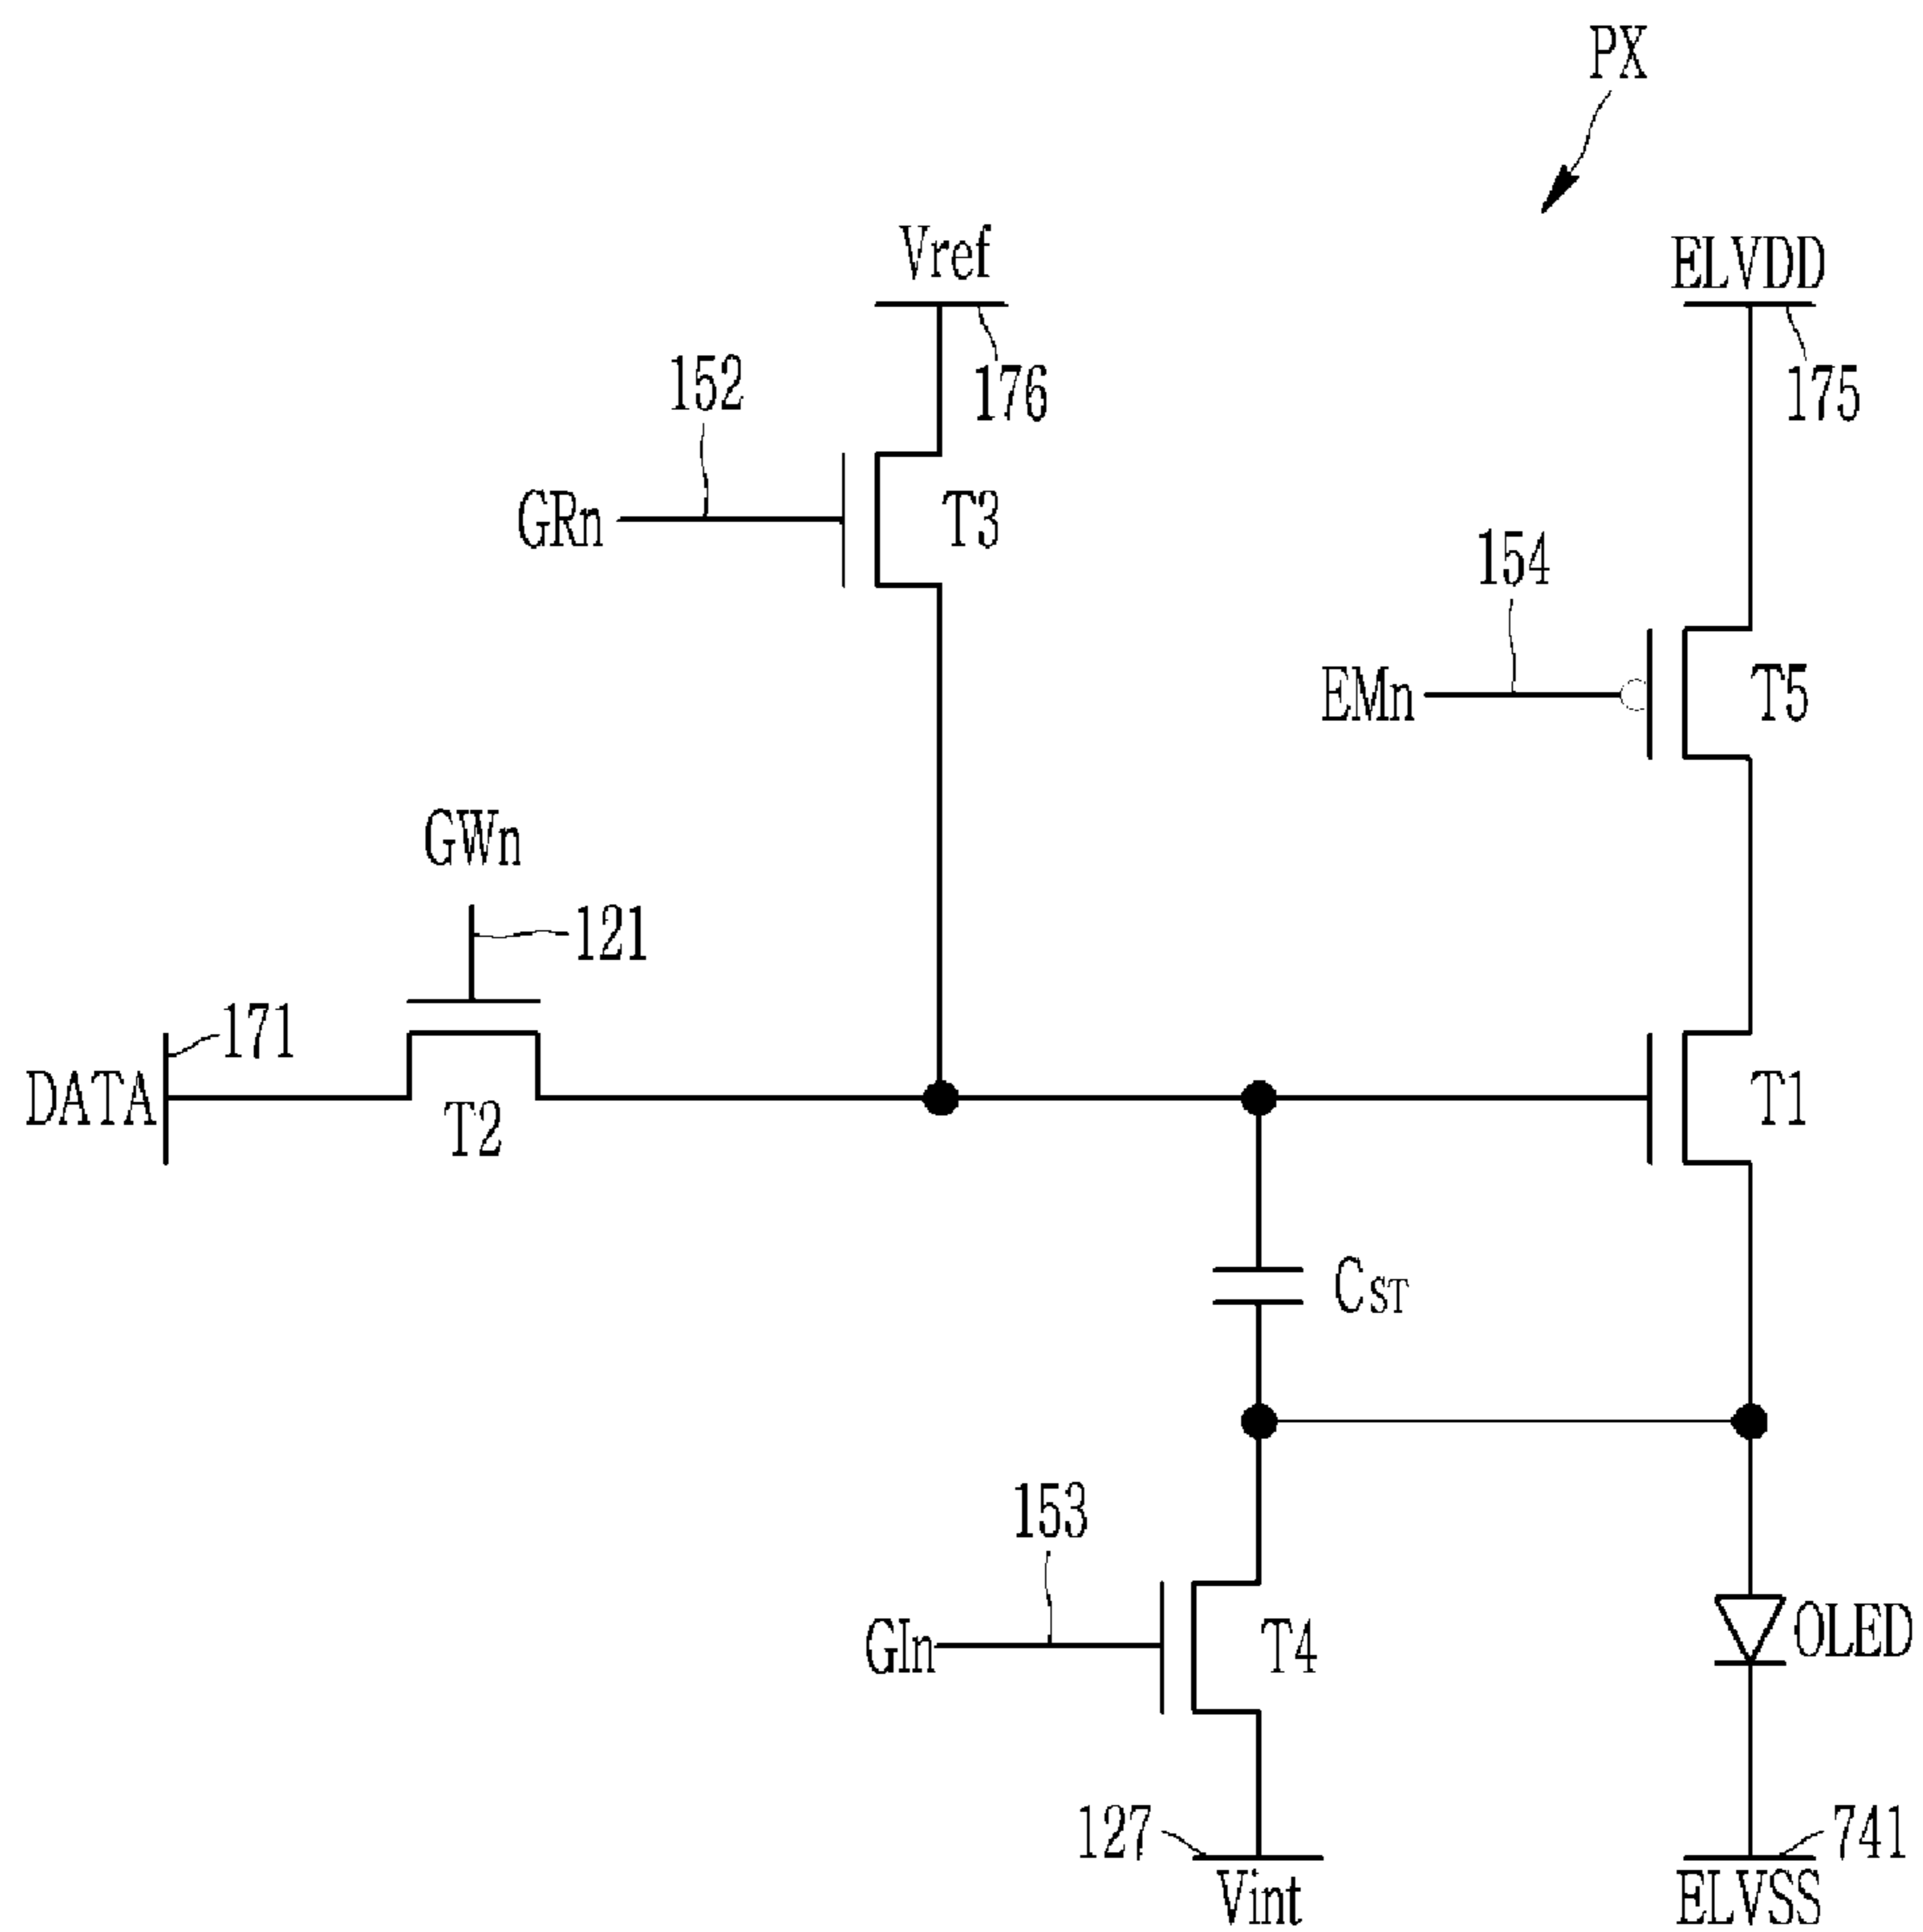 PX
Vref
ELVDD
176
175
152
GRn
T3
154
EMn
T5
GWn
121
171
DATA
T2
T1
CST
153
GIn
T4
OLED
127
741
Vint
ELVSS